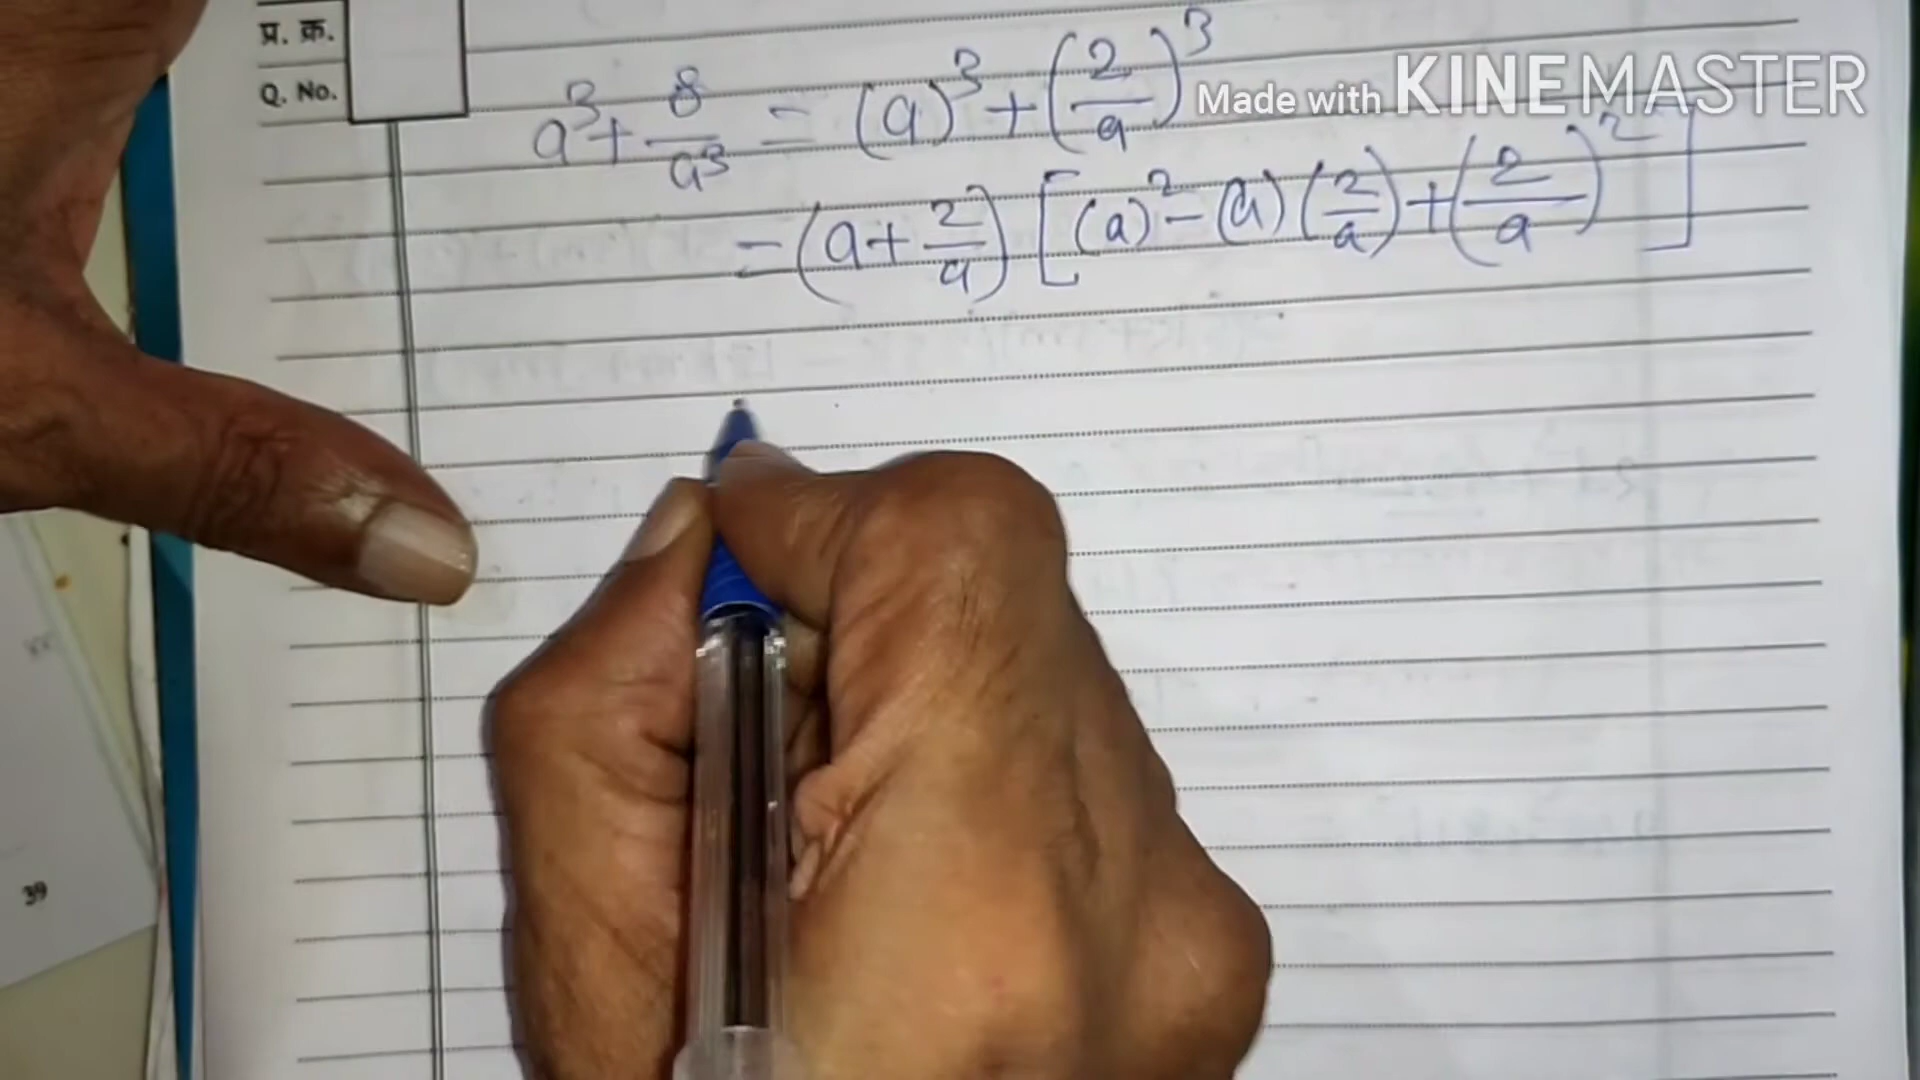 प्र. क्र.
Q. No.
a³ + 8/a³ = (a)³ + (2/a)³
Made with KINEMASTER
= (a + 2/a) [(a)² - (a) (2/a) + (2/a)²]
39